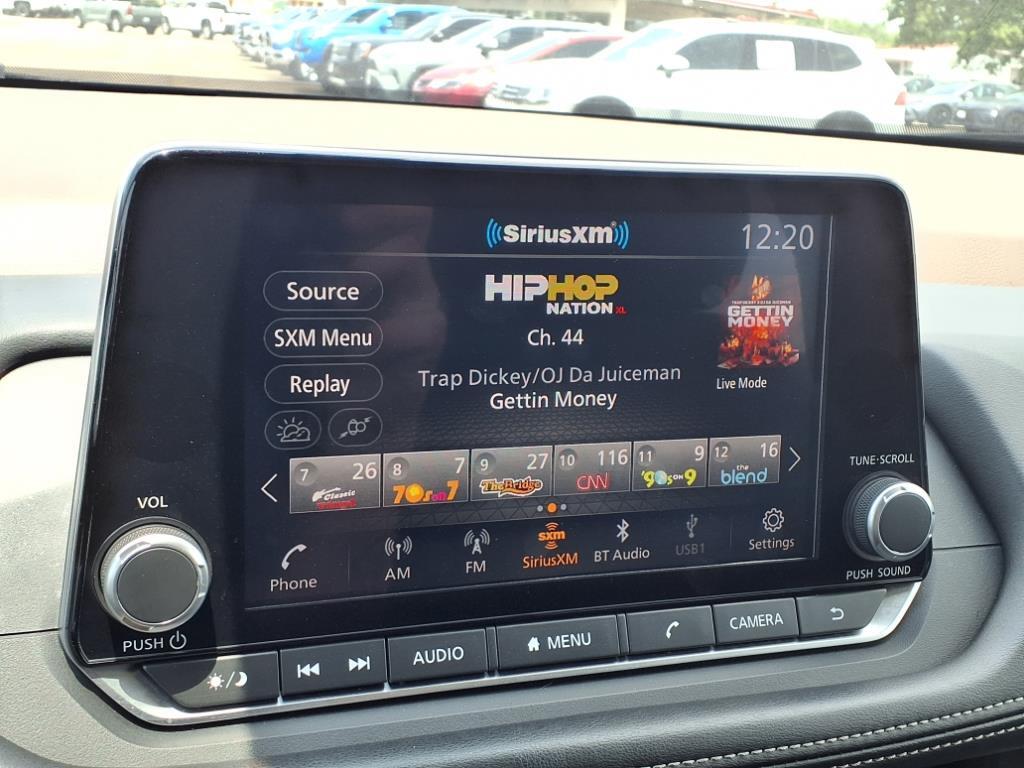 SiriusXM
12:20
Source
HIPHOP
NATION XL
GETTIN
MONEY
SXM Menu
Ch. 44
Replay
Trap Dickey/OJ Da Juiceman
Gettin Money
Live Mode
7 26 Classic
8 7 70s on 7
9 27 The Bridge
10 116 CNN
11 9 '90s ON 9
12 16 the blend
VOL
TUNE·SCROLL
Phone
AM
FM
sxm
SiriusXM
BT Audio
USB1
Settings
PUSH
PUSH SOUND
AUDIO
MENU
CAMERA